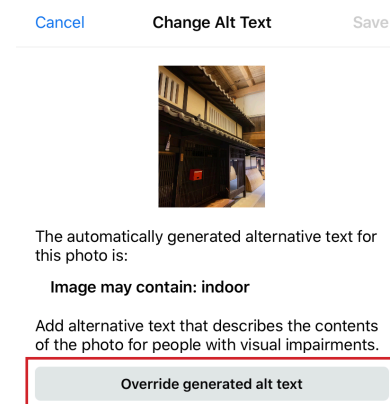 Cancel Change Alt Text Save
The automatically generated alternative text for
this photo is:
Image may contain: indoor
Add alternative text that describes the contents
of the photo for people with visual impairments.
Override generated alt text